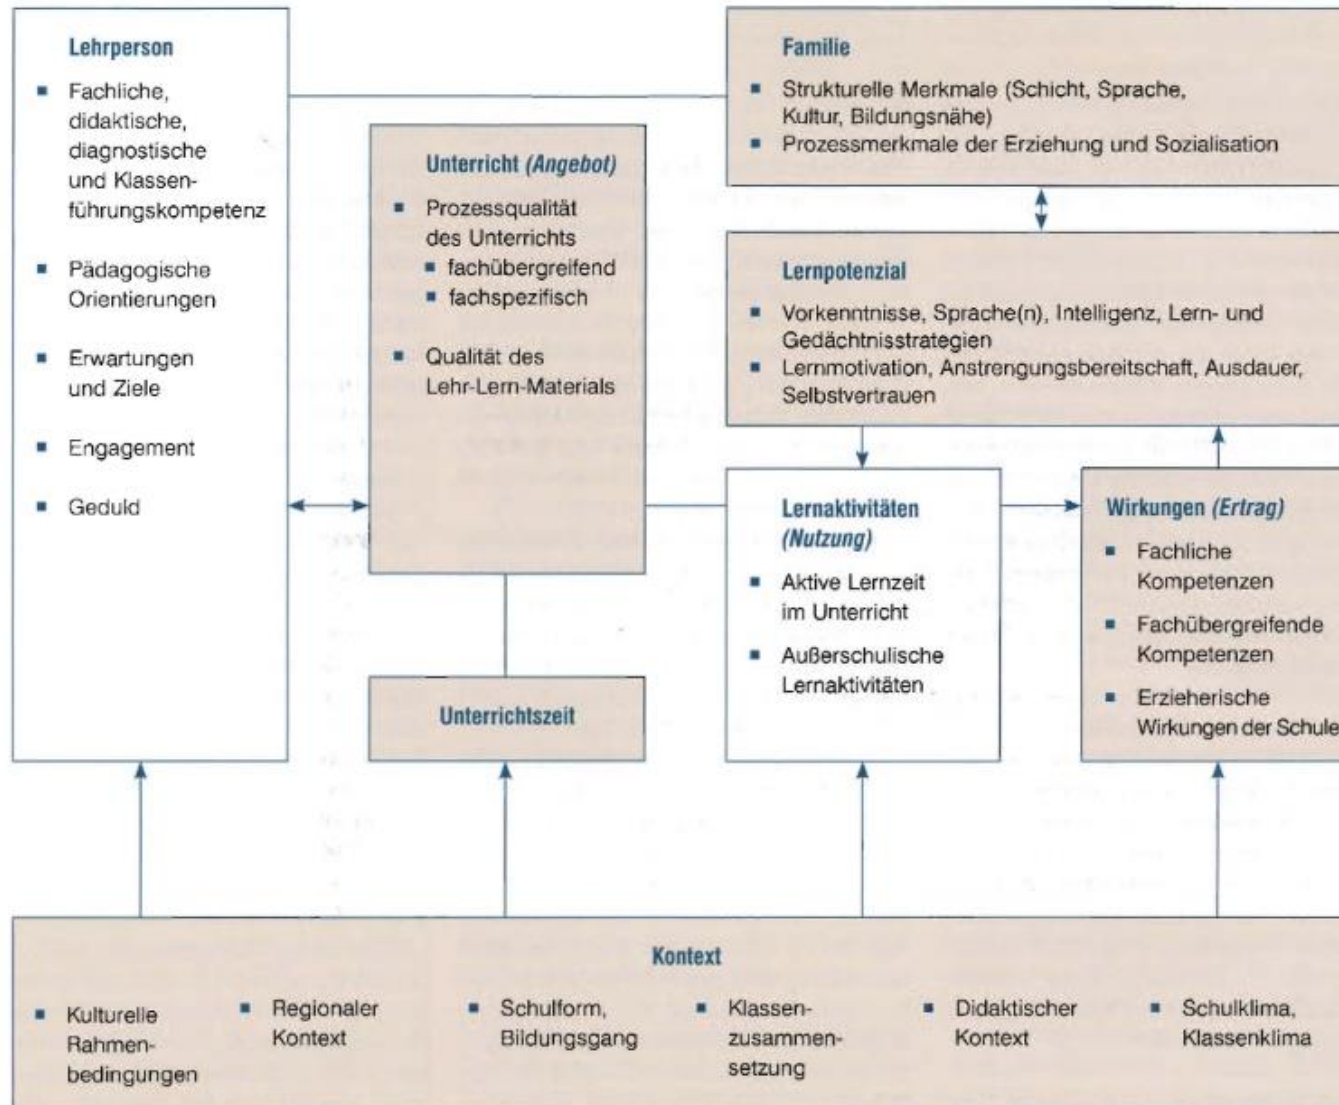 Lehrperson
Fachliche,
didaktische,
diagnostische
und Klassen-
führungskompetenz
Pädagogische
Orientierungen
Erwartungen
und Ziele
Engagement
Geduld
Unterricht (Angebot)
Prozessqualität
des Unterrichts
fachübergreifend
fachspezifisch
Qualität des
Lehr-Lern-Materials
Unterrichtszeit
Familie
Strukturelle Merkmale (Schicht, Sprache,
Kultur, Bildungsnähe)
Prozessmerkmale der Erziehung und Sozialisation
Lernpotenzial
Vorkenntnisse, Sprache(n), Intelligenz, Lern- und
Gedächtnisstrategien
Lernmotivation, Anstrengungsbereitschaft, Ausdauer,
Selbstvertrauen
Lernaktivitäten
(Nutzung)
Aktive Lernzeit
im Unterricht
Außerschulische
Lernaktivitäten
Wirkungen (Ertrag)
Fachliche
Kompetenzen
Fachübergreifende
Kompetenzen
Erzieherische
Wirkungen der Schule
Kontext
Kulturelle
Rahmen-
bedingungen
Regionaler
Kontext
Schulform,
Bildungsgang
Klassen-
zusammen-
setzung
Didaktischer
Kontext
Schulklima,
Klassenklima